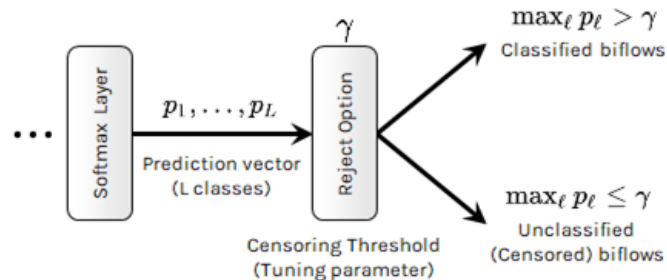 ...
Softmax Layer
p_1, ..., p_L
Prediction vector
(L classes)
γ
Reject Option
Censoring Threshold
(Tuning parameter)
max_ℓ p_ℓ > γ
Classified biflows
max_ℓ p_ℓ ≤ γ
Unclassified
(Censored) biflows